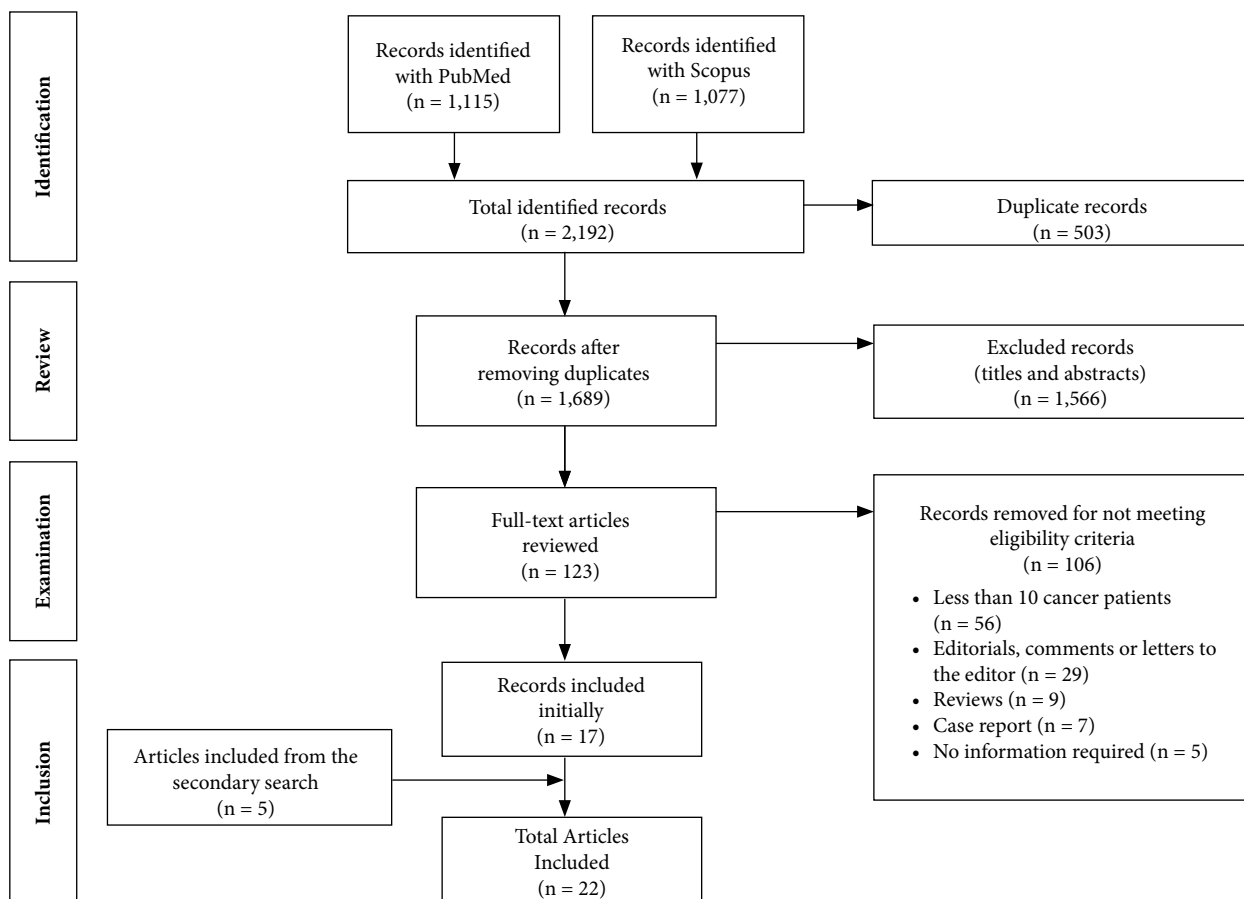 Identification
Records identified
with PubMed
(n = 1,115)
Records identified
with Scopus
(n = 1,077)
Total identified records
(n = 2,192)
Duplicate records
(n = 503)
Review
Records after
removing duplicates
(n = 1,689)
Excluded records
(titles and abstracts)
(n = 1,566)
Examination
Full-text articles
reviewed
(n = 123)
Records removed for not meeting
eligibility criteria
(n = 106)
• Less than 10 cancer patients
(n = 56)
• Editorials, comments or letters to
the editor (n = 29)
• Reviews (n = 9)
• Case report (n = 7)
• No information required (n = 5)
Inclusion
Records included
initially
(n = 17)
Articles included from the
secondary search
(n = 5)
Total Articles
Included
(n = 22)